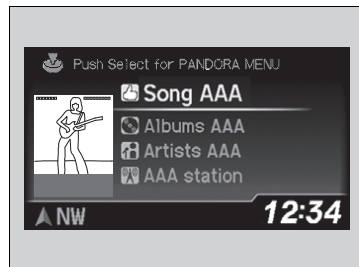 Push Select for PANDORA MENU
Song AAA
Albums AAA
Artists AAA
AAA station
NW
12:34